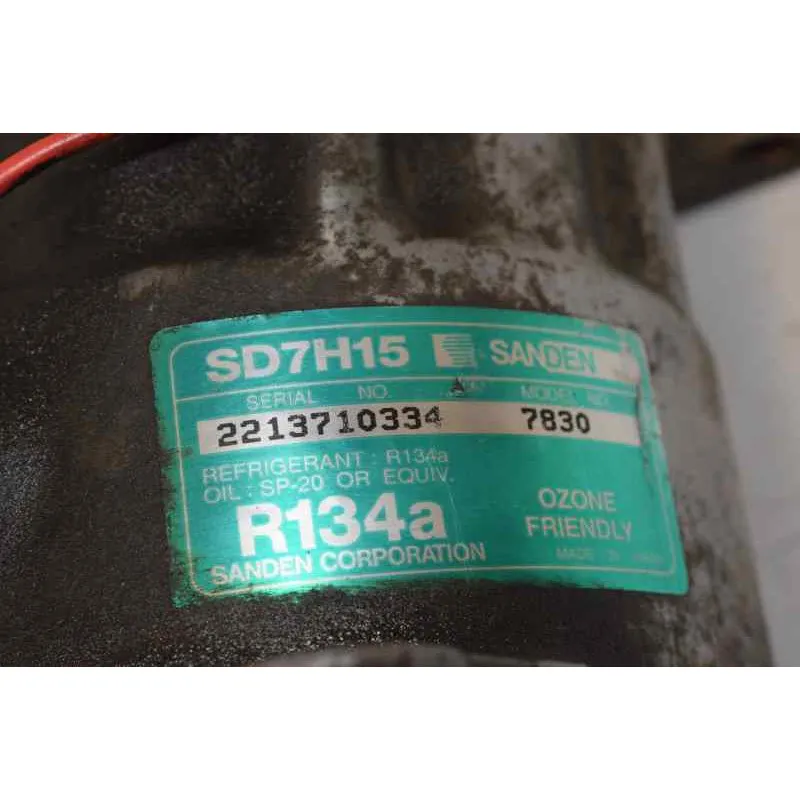 SD7H15 SANDEN
SERIAL NO. MODEL NO.
2213710334 7830
REFRIGERANT : R134a
OIL : SP-20 OR EQUIV.
R134a
OZONE
FRIENDLY
SANDEN CORPORATION
MADE